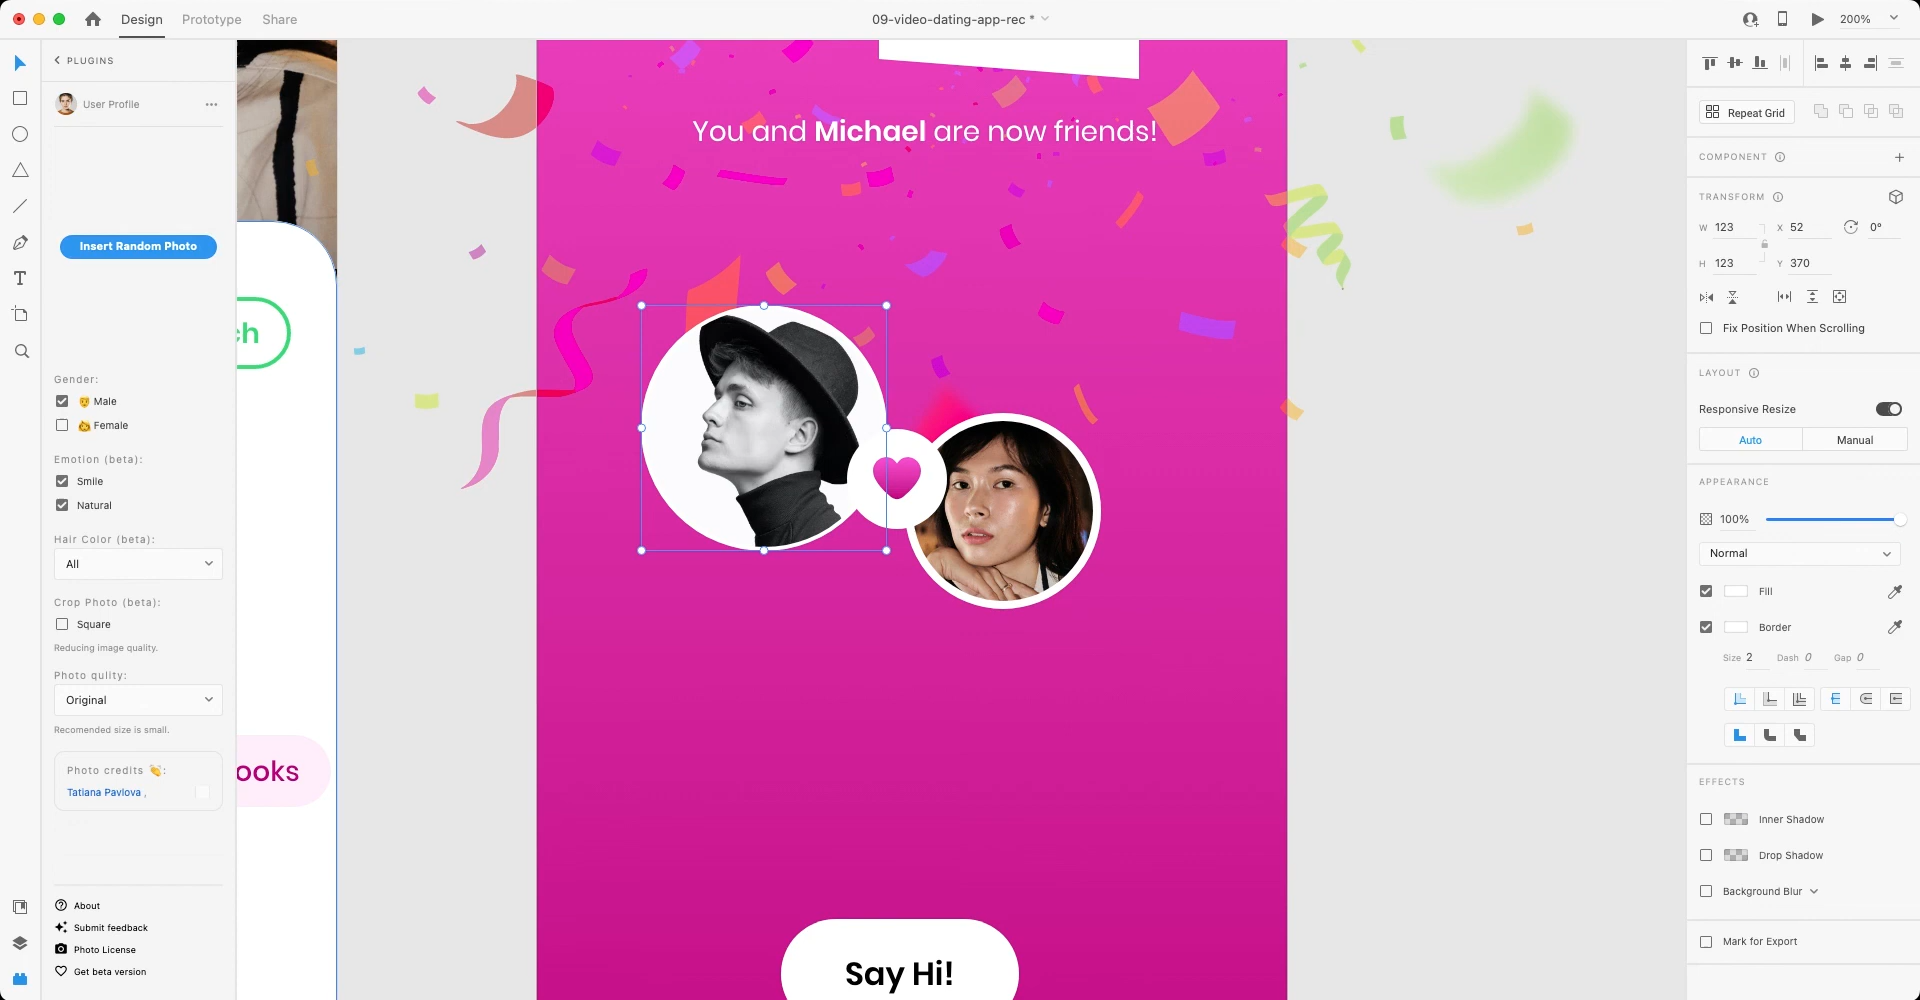 Design Prototype Share
09-video-dating-app-rec *
200%
PLUGINS
User Profile
Insert Random Photo
Gender:
Male
Female
Emotion (beta):
Smile
Natural
Hair Color (beta):
All
Crop Photo (beta):
Square
Reducing image quality.
Photo qulity:
Original
Recomended size is small.
Photo credits 👏:
Tatiana Pavlova ,
About
Submit feedback
Photo License
Get beta version
ch
ooks
You and Michael are now friends!
Say Hi!
Repeat Grid
COMPONENT
TRANSFORM
W 123 X 52 0°
H 123 Y 370
Fix Position When Scrolling
LAYOUT
Responsive Resize
Auto Manual
APPEARANCE
100%
Normal
Fill
Border
Size 2 Dash 0 Gap 0
EFFECTS
Inner Shadow
Drop Shadow
Background Blur
Mark for Export